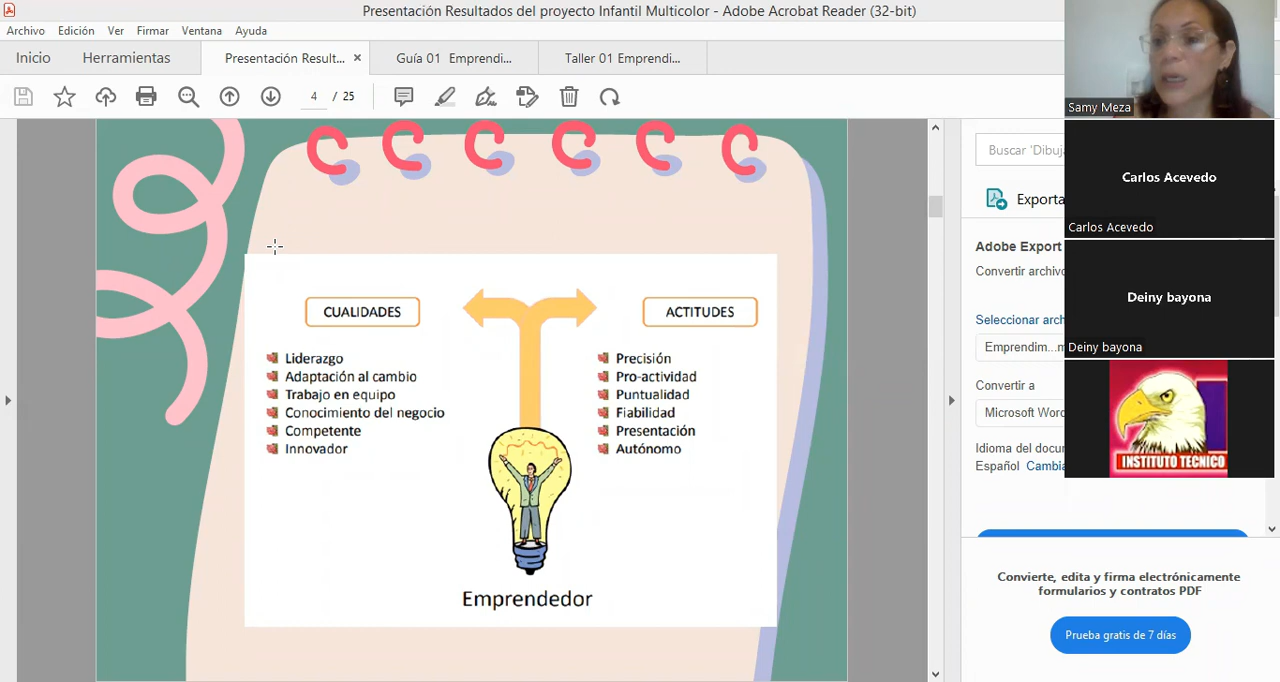 Presentación Resultados del proyecto Infantil Multicolor - Adobe Acrobat Reader (32-bit)
Archivo Edición Ver Firmar Ventana Ayuda
Inicio Herramientas Presentación Result... × Guía 01 Emprendi... Taller 01 Emprendi...
4 / 25
CUALIDADES
Liderazgo
Adaptación al cambio
Trabajo en equipo
Conocimiento del negocio
Competente
Innovador
ACTITUDES
Precisión
Pro-actividad
Puntualidad
Fiabilidad
Presentación
Autónomo
Emprendedor
Buscar 'Dibuj
Exporta
Adobe Export
Convertir archivo
Seleccionar arch
Emprendim...m
Convertir a
Microsoft Word
Idioma del docum
Español Cambia
Convierte, edita y firma electrónicamente
formularios y contratos PDF
Prueba gratis de 7 días
Samy Meza
Carlos Acevedo
Carlos Acevedo
Deiny bayona
Deiny bayona
INSTITUTO TECNICO